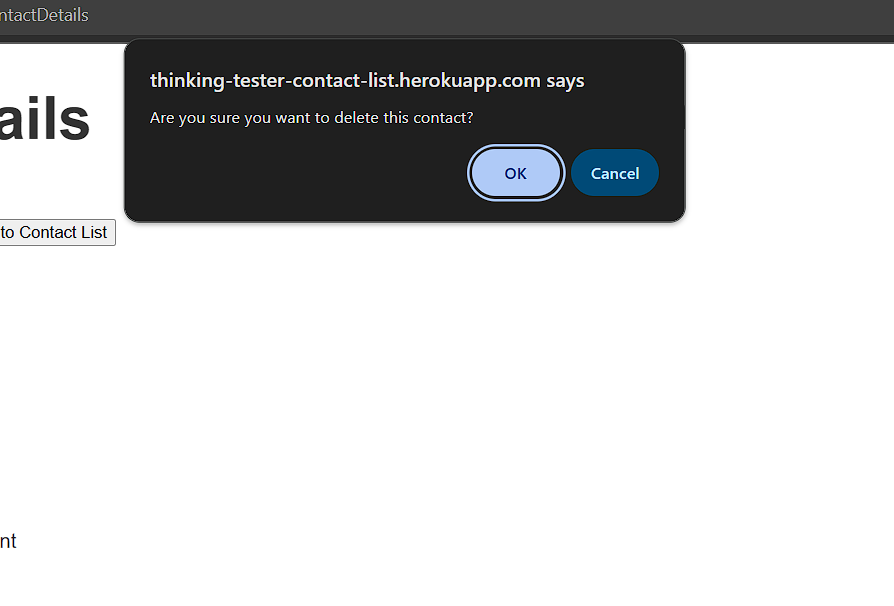 ntactDetails
thinking-tester-contact-list.herokuapp.com says
Are you sure you want to delete this contact?
OK
Cancel
ails
to Contact List
nt